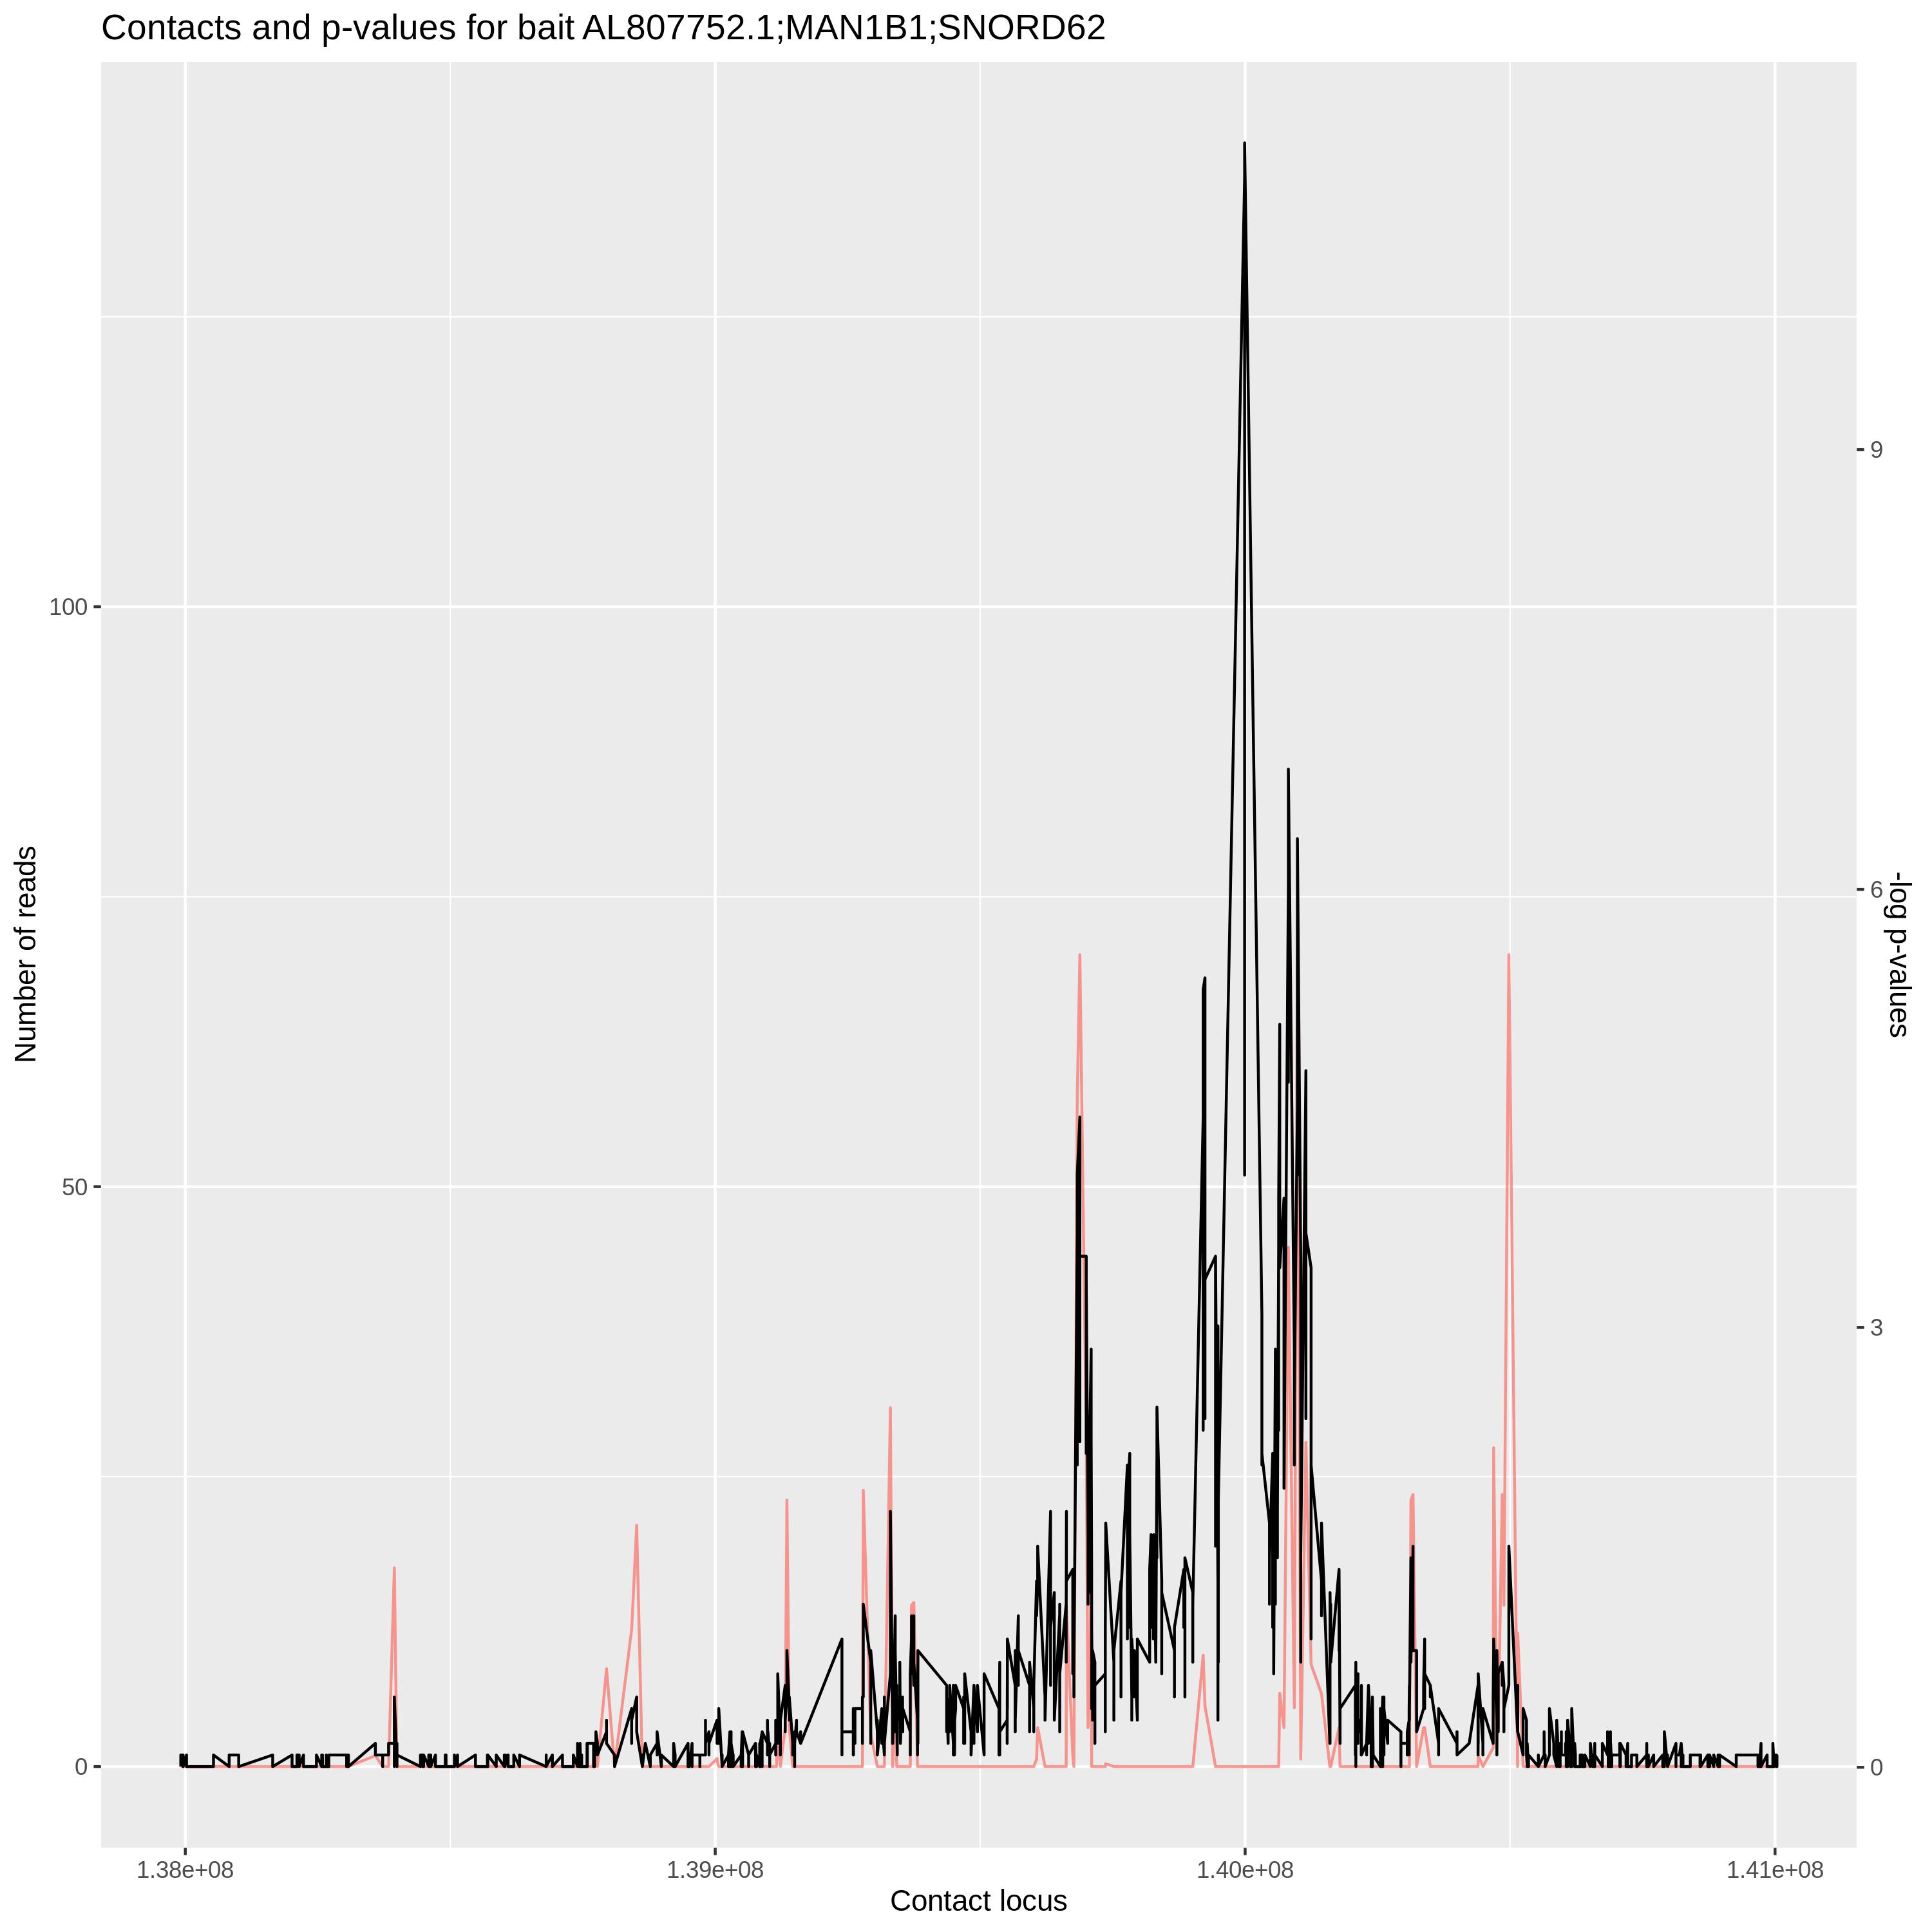 Contacts and p-values for bait AL807752.1;MAN1B1;SNORD62
Number of reads
100
50
0
9
6
3
0
-log p-values
1.38e+08
1.39e+08
1.40e+08
1.41e+08
Contact locus